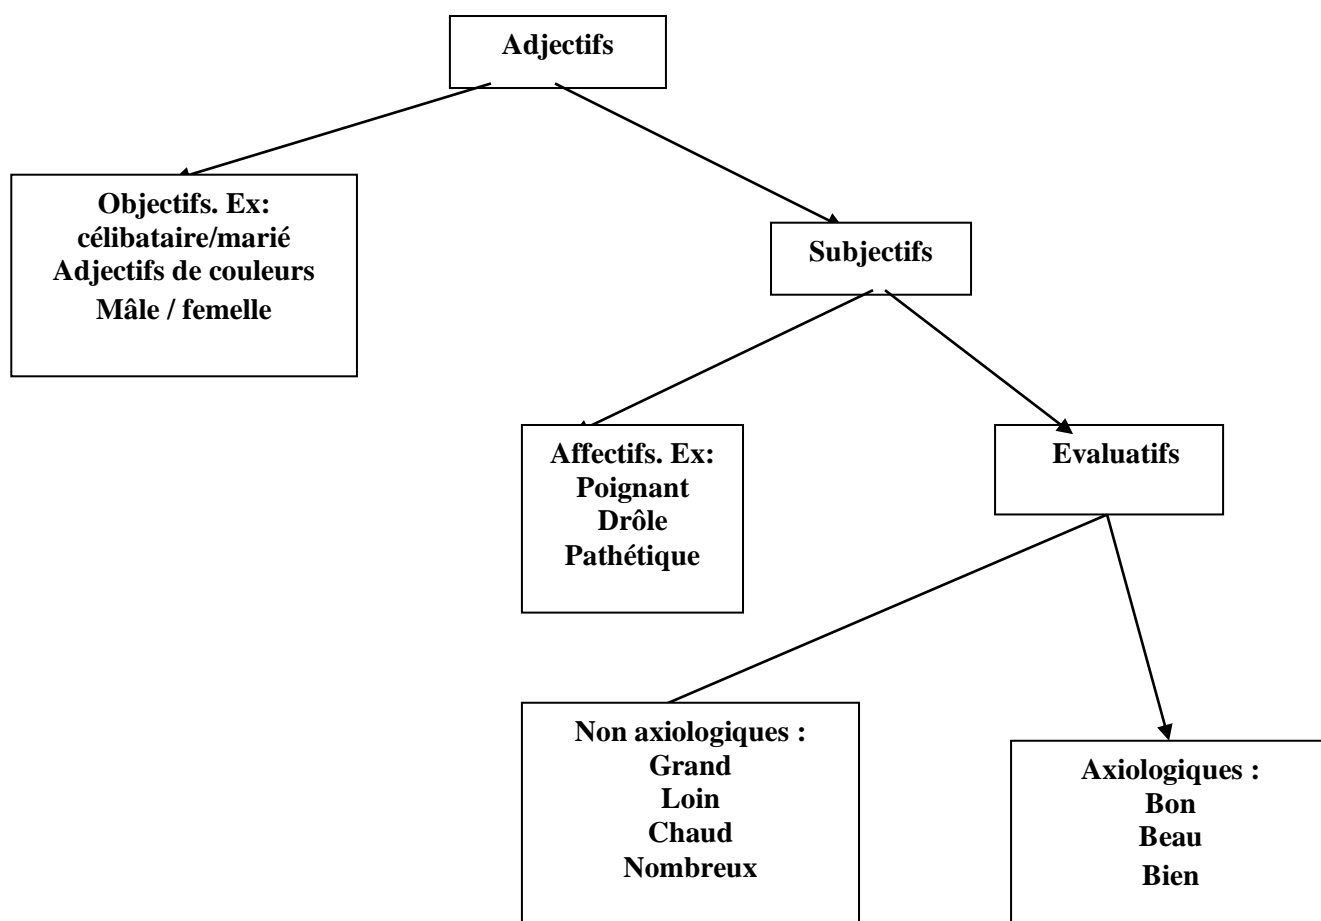 Adjectifs
Objectifs. Ex:
célibataire/marié
Adjectifs de couleurs
Mâle / femelle
Subjectifs
Affectifs. Ex:
Poignant
Drôle
Pathétique
Evaluatifs
Non axiologiques :
Grand
Loin
Chaud
Nombreux
Axiologiques :
Bon
Beau
Bien